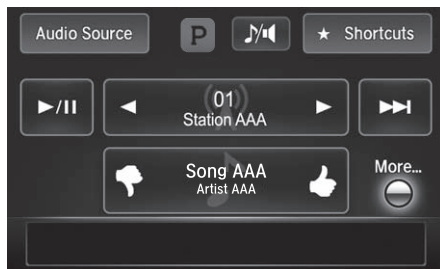 Audio Source
P
★ Shortcuts
01
Station AAA
Song AAA
Artist AAA
More...